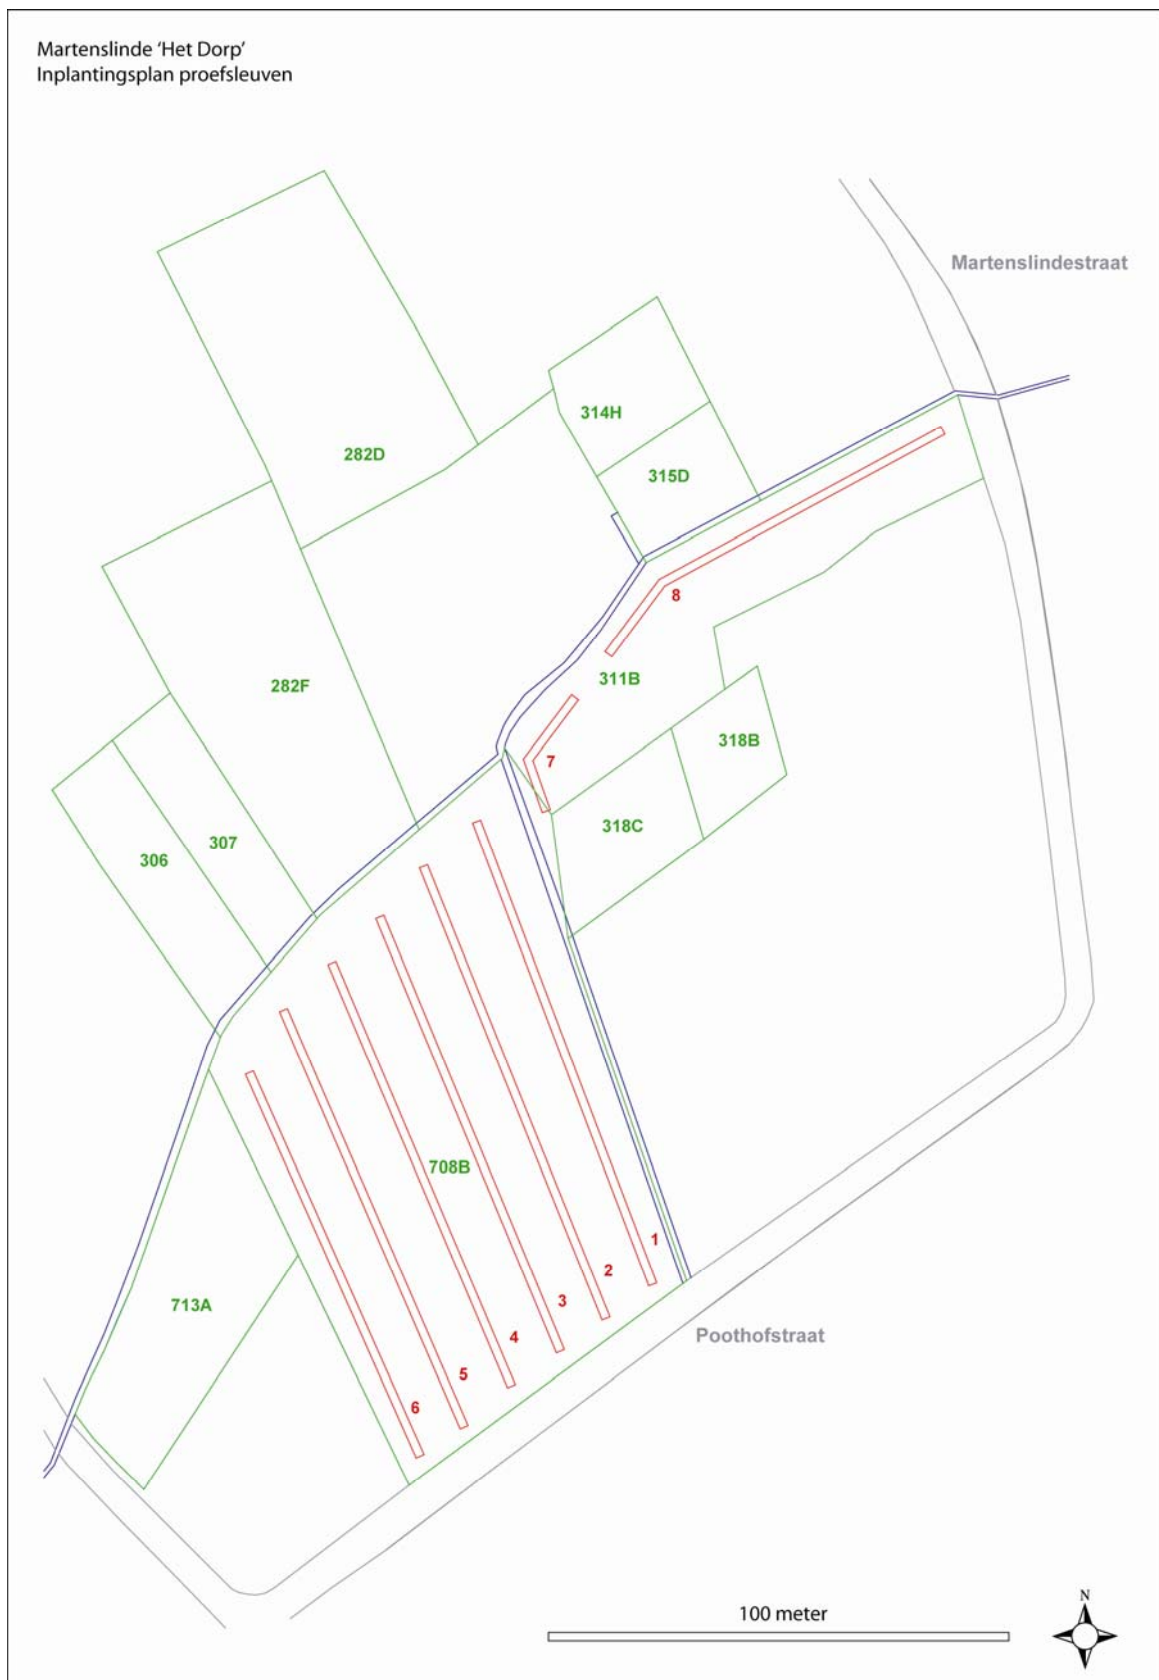 Martenslinde ‘Het Dorp’
Inplantingsplan proefsleuven
Martenslindestraat
314H
282D
315D
8
311B
282F
318B
7
318C
307
306
708B
1
2
3
713A
4
Poothofstraat
5
6
N
100 meter